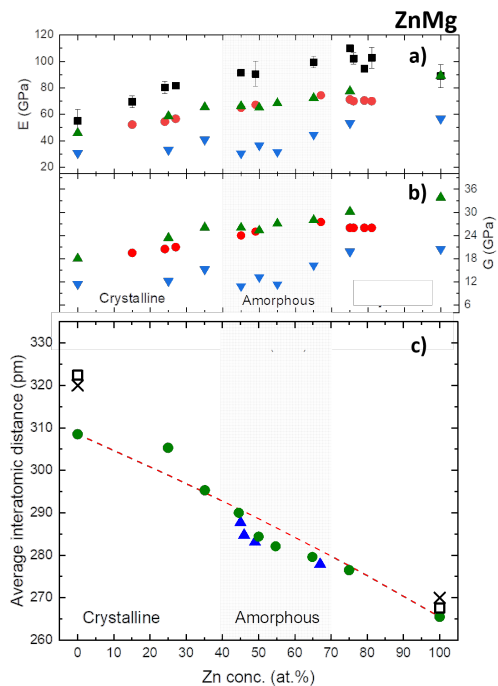 ZnMg
a)
120
100
80
60
40
20
E (GPa)
b)
36
30
24
18
12
6
G (GPa)
Crystalline
Amorphous
c)
330
320
310
300
290
280
270
260
Average interatomic distance (pm)
Crystalline
Amorphous
0 10 20 30 40 50 60 70 80 90 100
Zn conc. (at.%)